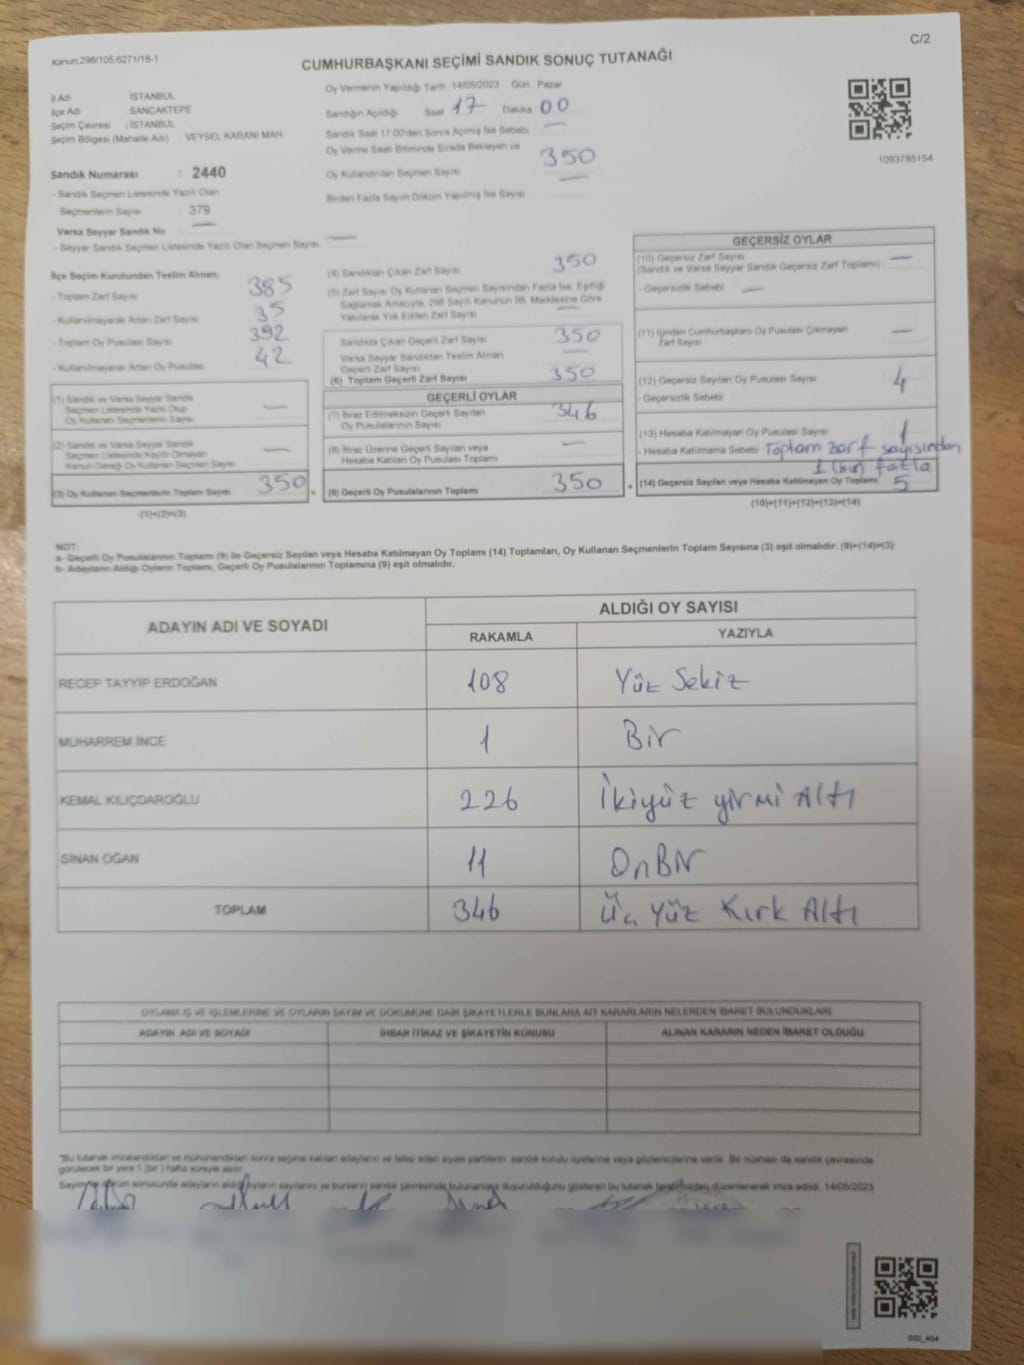 Kanun;298/105,6271/18-1
C/2
CUMHURBAŞKANI SEÇİMİ SANDIK SONUÇ TUTANAĞI
İl Adı : İSTANBUL
İlçe Adı : SANCAKTEPE
Seçim Çevresi : İSTANBUL
Seçim Bölgesi (Mahalle Adı) : VEYSEL KARANİ MAH.
Sandık Numarası : 2440
- Sandık Seçmen Listesinde Yazılı Olan
Seçmenlerin Sayısı : 379
Varsa Seyyar Sandık No : —
- Seyyar Sandık Seçmen Listesinde Yazılı Olan Seçmen Sayısı : —
Oy Vermenin Yapıldığı Tarih 14/05/2023 Gün : Pazar
Sandığın Açıldığı Saat 17 Dakika 00
Sandık Saat 17.00'den Sonra Açılmış İse Sebebi : —
Oy Verme Saati Bitiminde Sırada Bekleyen ve
Oy Kullandırılan Seçmen Sayısı 350
Birden Fazla Sayım Döküm Yapılmış İse Sayısı —
1093785154
İlçe Seçim Kurulundan Teslim Alınan;
- Toplam Zarf Sayısı 385
- Kullanılmayarak Artan Zarf Sayısı 35
- Toplam Oy Pusulası Sayısı 392
- Kullanılmayarak Artan Oy Pusulası 42
(1) Sandık ve Varsa Seyyar Sandık
Seçmen Listesinde Yazılı Olup
Oy Kullanan Seçmenlerin Sayısı —
(2) Sandık ve Varsa Seyyar Sandık
Seçmen Listesinde Kayıtlı Olmayan
Kanun Gereği Oy Kullanan Seçmen Sayısı —
(3) Oy Kullanan Seçmenlerin Toplam Sayısı 350
(1)+(2)=(3)
(4) Sandıktan Çıkan Zarf Sayısı 350
(5) Zarf Sayısı Oy Kullanan Seçmen Sayısından Fazla İse, Eşitliği
Sağlamak Amacıyla, 298 Sayılı Kanunun 98. Maddesine Göre
Yakılarak Yok Edilen Zarf Sayısı —
Sandıkta Çıkan Geçerli Zarf Sayısı 350
Varsa Seyyar Sandıktan Teslim Alınan
Geçerli Zarf Sayısı —
(6) Toplam Geçerli Zarf Sayısı 350
GEÇERLİ OYLAR
(7) İtiraz Edilmeksizin Geçerli Sayılan
Oy Pusulalarının Sayısı 346
(8) İtiraz Üzerine Geçerli Sayılan veya
Hesaba Katılan Oy Pusulası Toplamı —
= (9) Geçerli Oy Pusulalarının Toplamı 350
GEÇERSİZ OYLAR
(10) Geçersiz Zarf Sayısı —
(Sandık ve Varsa Seyyar Sandık Geçersiz Zarf Toplamı)
- Geçersizlik Sebebi : —
(11) İçinden Cumhurbaşkanı Oy Pusulası Çıkmayan
Zarf Sayısı —
(12) Geçersiz Sayılan Oy Pusulası Sayısı 4
- Geçersizlik Sebebi :
(13) Hesaba Katılmayan Oy Pusulası Sayısı 1
- Hesaba Katılmama Sebebi Toplam zarf sayısından
1 (bir) fazla
+ (14) Geçersiz Sayılan veya Hesaba Katılmayan Oy Toplamı 5
(10)+(11)+(12)+(13)=(14)
NOT:
a- Geçerli Oy Pusulalarının Toplamı (9) ile Geçersiz Sayılan veya Hesaba Katılmayan Oy Toplamı (14) Toplamları, Oy Kullanan Seçmenlerin Toplam Sayısına (3) eşit olmalıdır. (9)+(14)=(3)
b- Adayların Aldığı Oyların Toplamı, Geçerli Oy Pusulalarının Toplamına (9) eşit olmalıdır.
ADAYIN ADI VE SOYADI
ALDIĞI OY SAYISI
RAKAMLA YAZIYLA
RECEP TAYYİP ERDOĞAN 108 Yüz Sekiz
MUHARREM İNCE 1 Bir
KEMAL KILIÇDAROĞLU 226 İkiyüz yirmi Altı
SİNAN OĞAN 11 OnBir
TOPLAM 346 Üç Yüz Kırk Altı
OYLAMA İŞ VE İŞLEMLERİNE VE OYLARIN SAYIM VE DÖKÜMÜNE DAİR ŞİKAYETLERLE BUNLARA AİT KARARLARIN NELERDEN İBARET BULUNDUKLARI
ADAYIN ADI VE SOYADI İHBAR İTİRAZ VE ŞİKAYETİN KONUSU ALINAN KARARIN NEDEN İBARET OLDUĞU
*Bu tutanak imzalandıktan ve mühürlendikten sonra seçime katılan adayların ve talep eden siyasi partilerin sandık kurulu üyelerine veya gözlemcilerine verilir. Bir nüshası da sandık çevresinde
görülecek bir yere 1 (bir) hafta süreyle asılır.
Sayım ve döküm sonucunda adayların aldığı oyların sayılarını ve bunların sandık çevresinde bulunanlara duyurulduğunu gösteren bu tutanak tarafımızdan düzenlenerek imza edildi. 14/05/2023
SSI_404